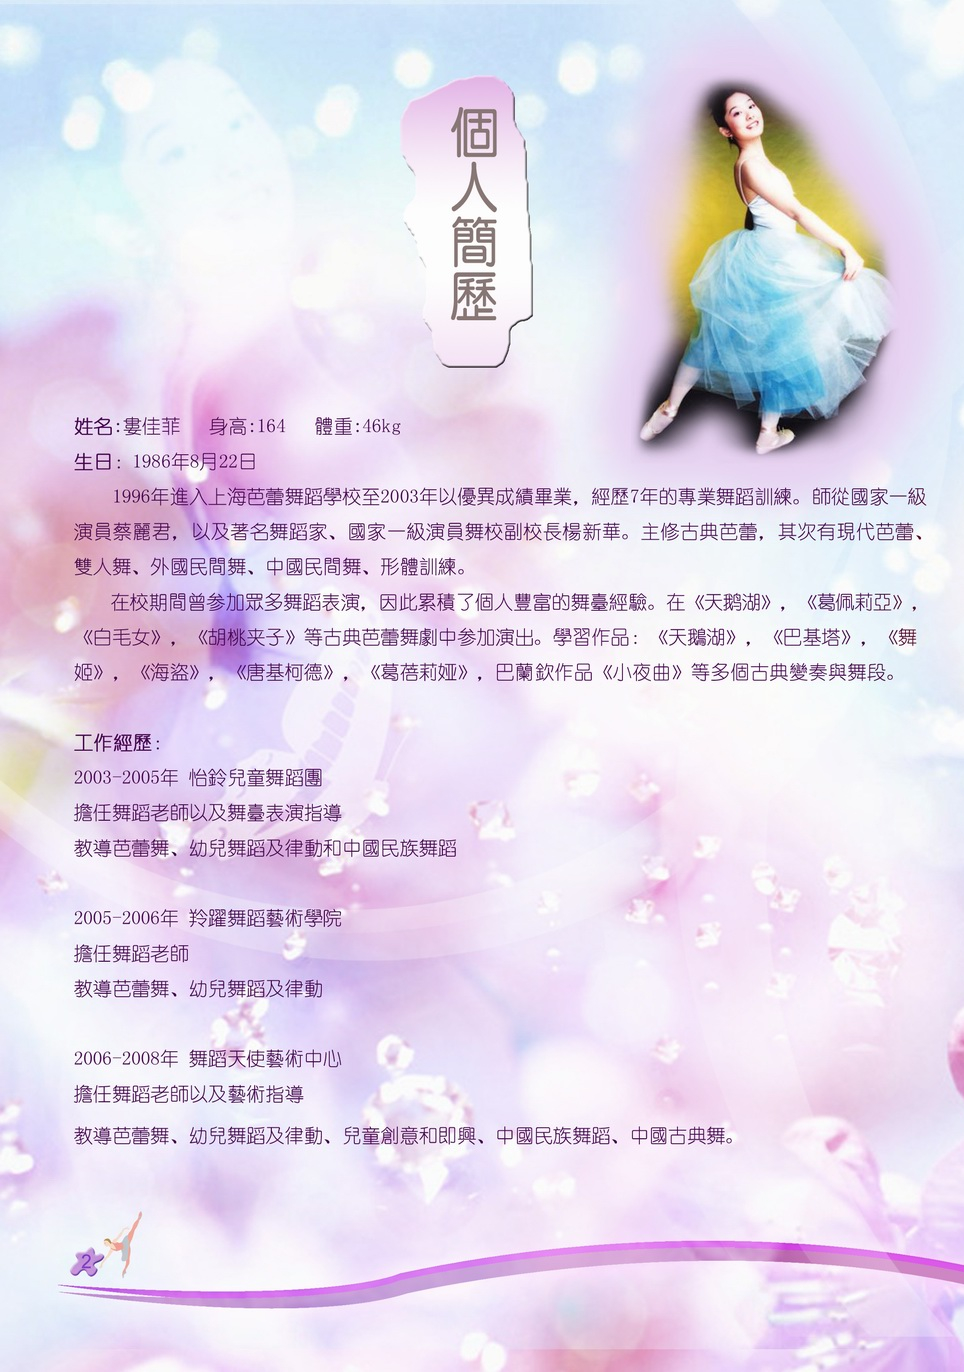 個人簡歷
姓名:婁佳菲 身高:164 體重:46kg
生日: 1986年8月22日
1996年進入上海芭蕾舞蹈學校至2003年以優異成績畢業，經歷7年的專業舞蹈訓練。師從國家一級
演員蔡麗君，以及著名舞蹈家、國家一級演員舞校副校長楊新華。主修古典芭蕾，其次有現代芭蕾、
雙人舞、外國民間舞、中國民間舞、形體訓練。
在校期間曾參加眾多舞蹈表演，因此累積了個人豐富的舞臺經驗。在《天鹅湖》，《葛佩莉亞》，
《白毛女》，《胡桃夹子》等古典芭蕾舞劇中參加演出。學習作品：《天鵝湖》，《巴基塔》，《舞
姬》，《海盜》，《唐基柯德》，《葛蓓莉娅》，巴蘭欽作品《小夜曲》等多個古典變奏與舞段。
工作經歷：
2003-2005年 怡鈴兒童舞蹈團
擔任舞蹈老師以及舞臺表演指導
教導芭蕾舞、幼兒舞蹈及律動和中國民族舞蹈
2005-2006年 羚躍舞蹈藝術學院
擔任舞蹈老師
教導芭蕾舞、幼兒舞蹈及律動
2006-2008年 舞蹈天使藝術中心
擔任舞蹈老師以及藝術指導
教導芭蕾舞、幼兒舞蹈及律動、兒童創意和即興、中國民族舞蹈、中國古典舞。
2